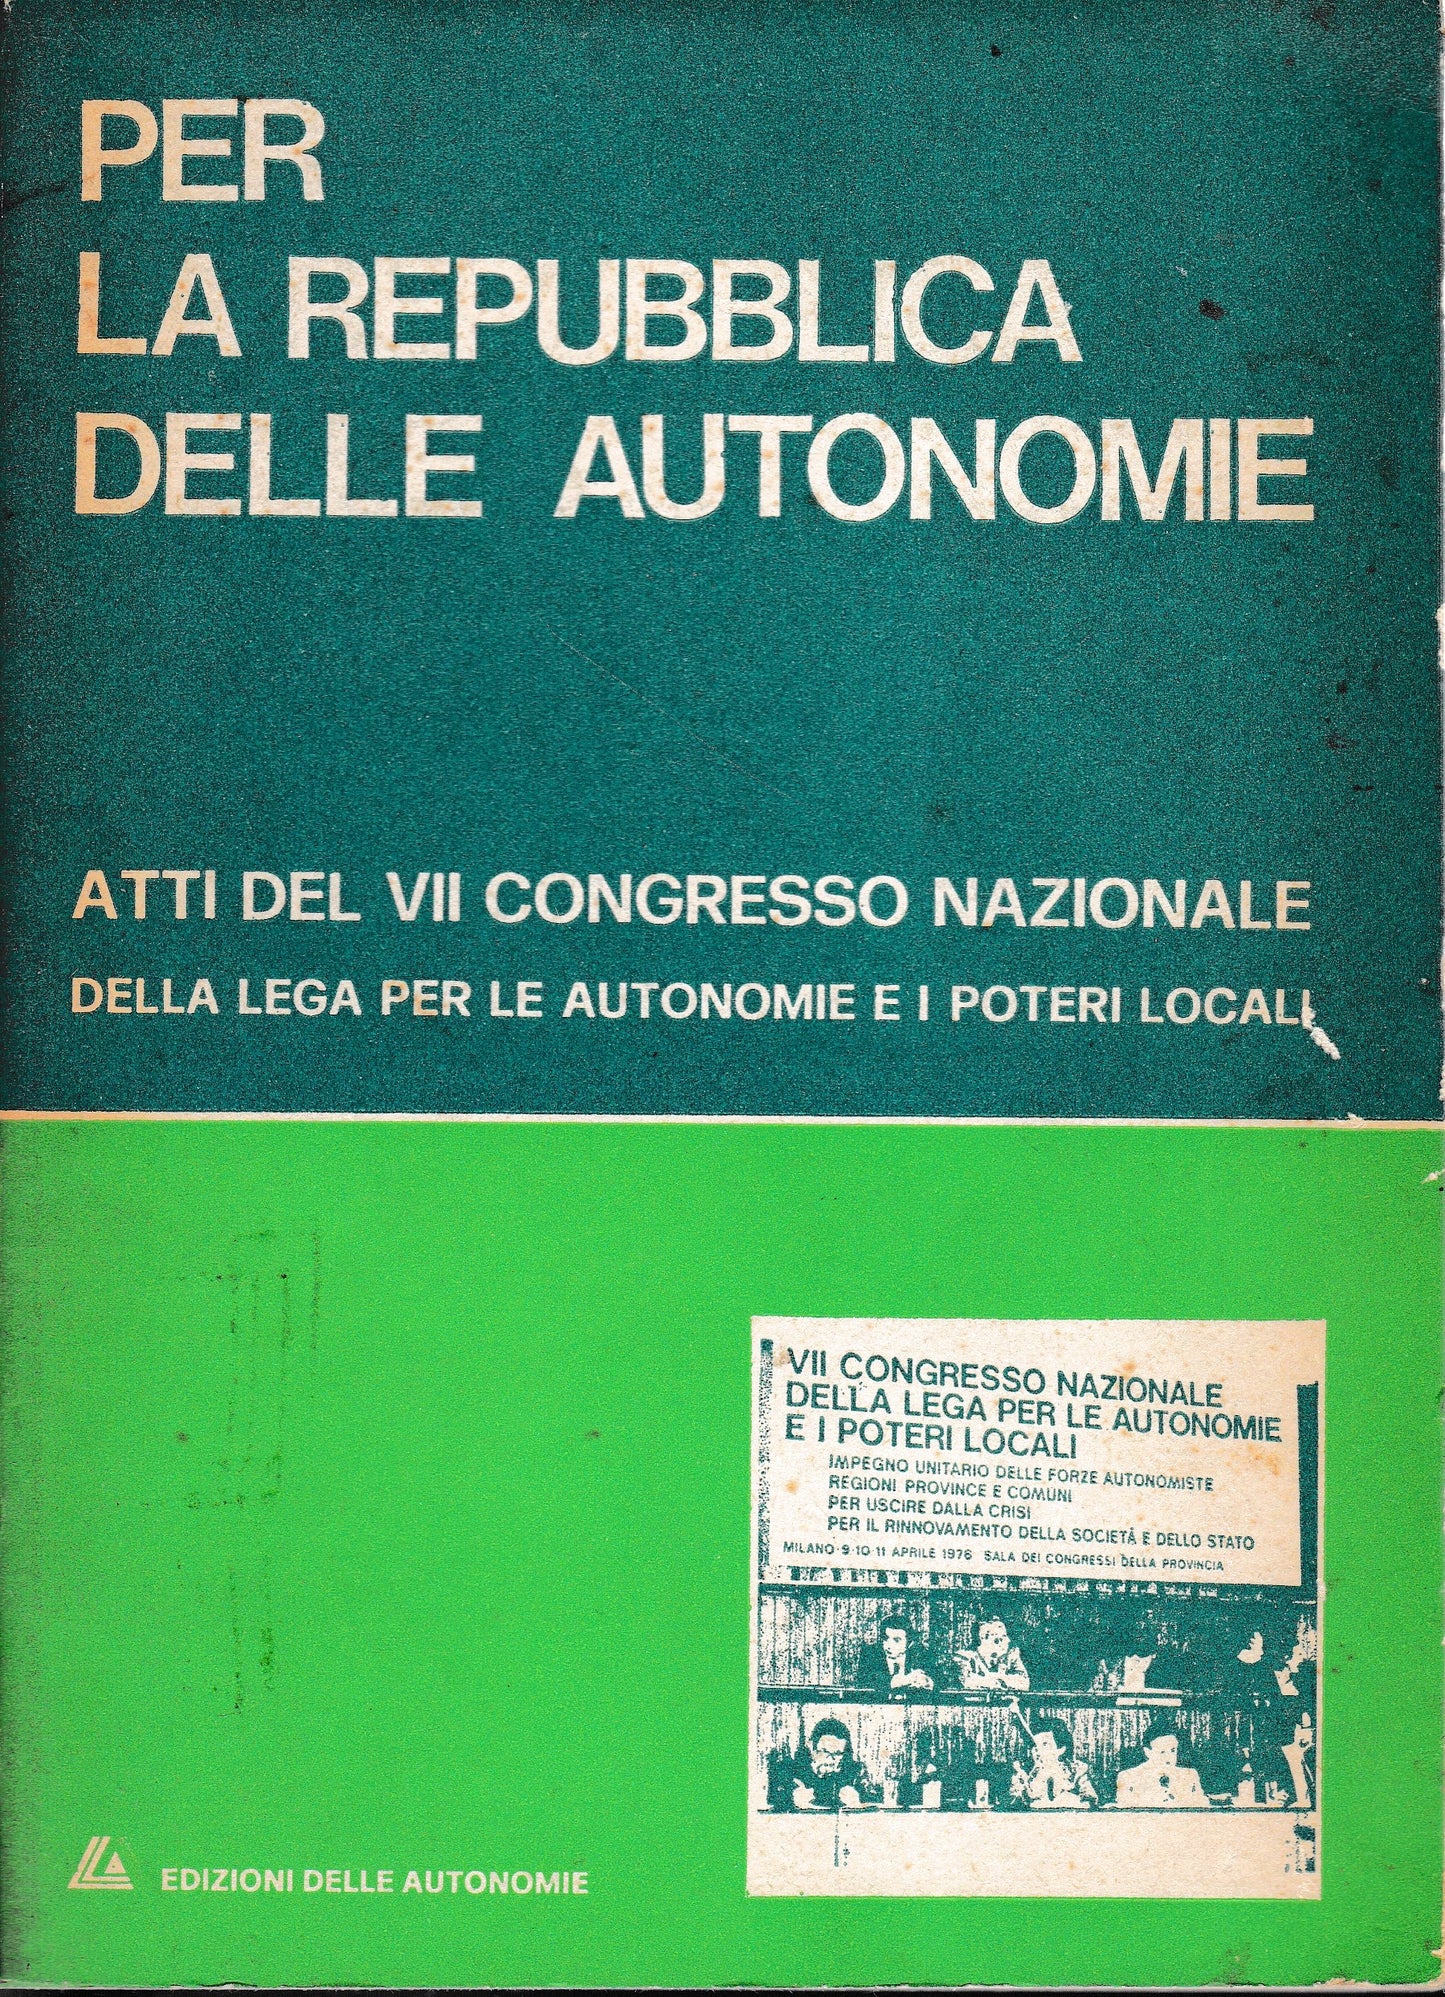 PER
LA REPUBBLICA
DELLE AUTONOMIE
ATTI DEL VII CONGRESSO NAZIONALE
DELLA LEGA PER LE AUTONOMIE E I POTERI LOCALI
VII CONGRESSO NAZIONALE
DELLA LEGA PER LE AUTONOMIE
E I POTERI LOCALI
IMPEGNO UNITARIO DELLE FORZE AUTONOMISTE
REGIONI PROVINCE E COMUNI
PER USCIRE DALLA CRISI
PER IL RINNOVAMENTO DELLA SOCIETÀ E DELLO STATO
MILANO·9·10·11 APRILE 1976 SALA DEI CONGRESSI DELLA PROVINCIA
EDIZIONI DELLE AUTONOMIE